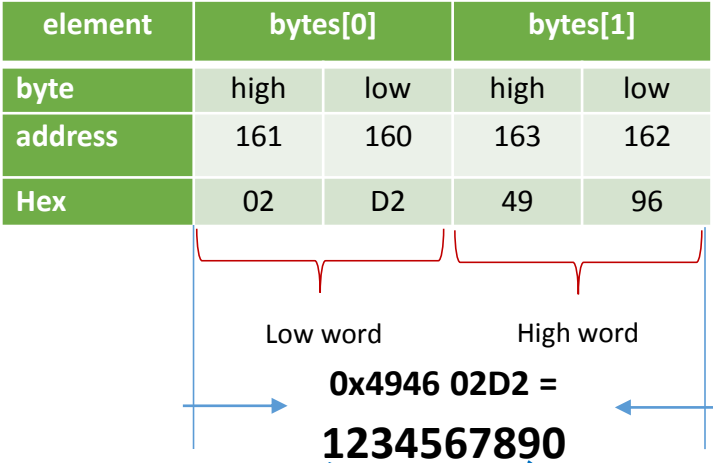 element bytes[0] bytes[1]
byte high low high low
address 161 160 163 162
Hex 02 D2 49 96
Low word High word
0x4946 02D2 =
1234567890